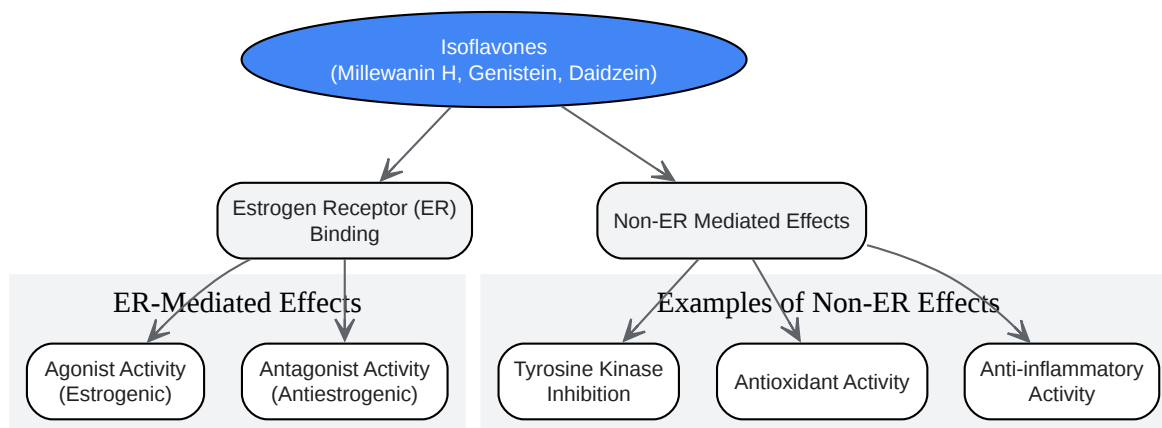 Isoflavones
(Millewanin H, Genistein, Daidzein)
Estrogen Receptor (ER)
Binding
Non-ER Mediated Effects
ER-Mediated Effects
Examples of Non-ER Effects
Agonist Activity
(Estrogenic)
Antagonist Activity
(Antiestrogenic)
Tyrosine Kinase
Inhibition
Antioxidant Activity
Anti-inflammatory
Activity